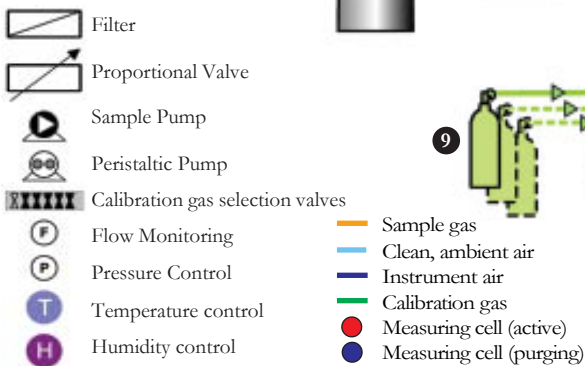 Filter
Proportional Valve
Sample Pump
Peristaltic Pump
Calibration gas selection valves
F Flow Monitoring
P Pressure Control
T Temperature control
H Humidity control
9
Sample gas
Clean, ambient air
Instrument air
Calibration gas
Measuring cell (active)
Measuring cell (purging)